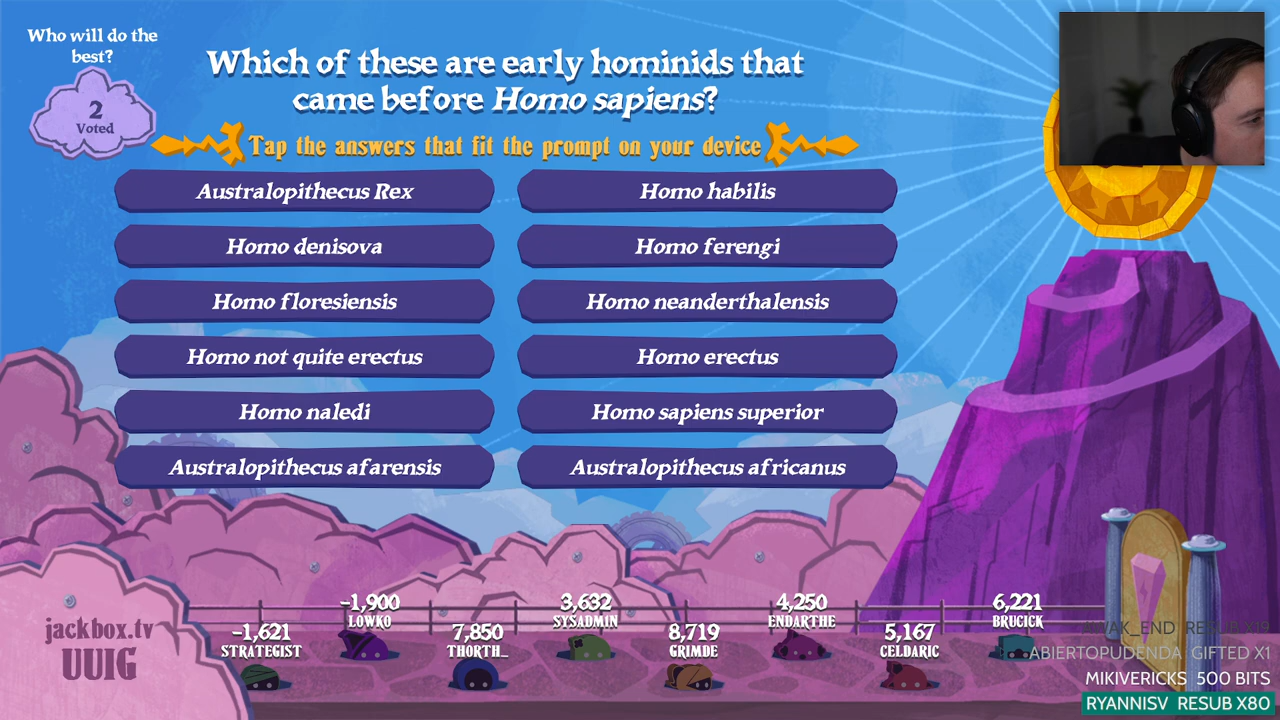 Who will do the
best?
2
Voted
Which of these are early hominids that
came before Homo sapiens?
Tap the answers that fit the prompt on your device
Australopithecus Rex
Homo habilis
Homo denisova
Homo ferengi
Homo floresiensis
Homo neanderthalensis
Homo not quite erectus
Homo erectus
Homo naledi
Homo sapiens superior
Australopithecus afarensis
Australopithecus africanus
jackbox.tv
UUIG
-1,621
STRATEGIST
-1,900
LOWKO
7,850
THORTH_
3,632
SYSADMIN
8,719
GRIMDE
4,250
ENDARTHE
5,167
CELDARIC
6,221
BRUCICK
RESUB X19
ABIERTOPUDENDA GIFTED X1
MIKIVERICKS 500 BITS
RYANNISV RESUB X80